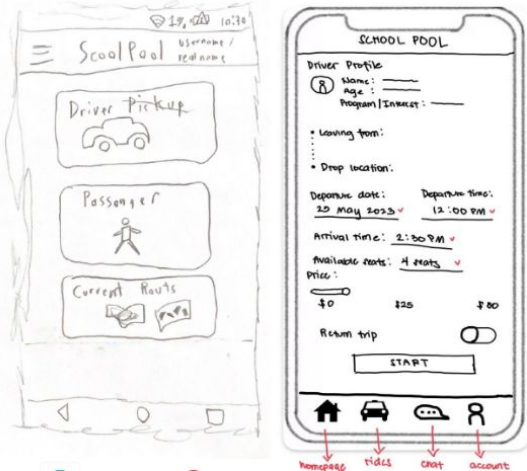 10:30
ScoolPool username /
real name
Driver Pickup
Passenger
Current Routs
SCHOOL POOL
Driver Profile
Name:
Age:
Program/Interest:
• Leaving from:
• Drop location:
Departure date: Departure time:
29 May 2023 12:00 PM
Arrival time: 2:30 PM
Available seats: 4 seats
Price:
$0 $25 $50
Return trip
START
homepage rides chat account